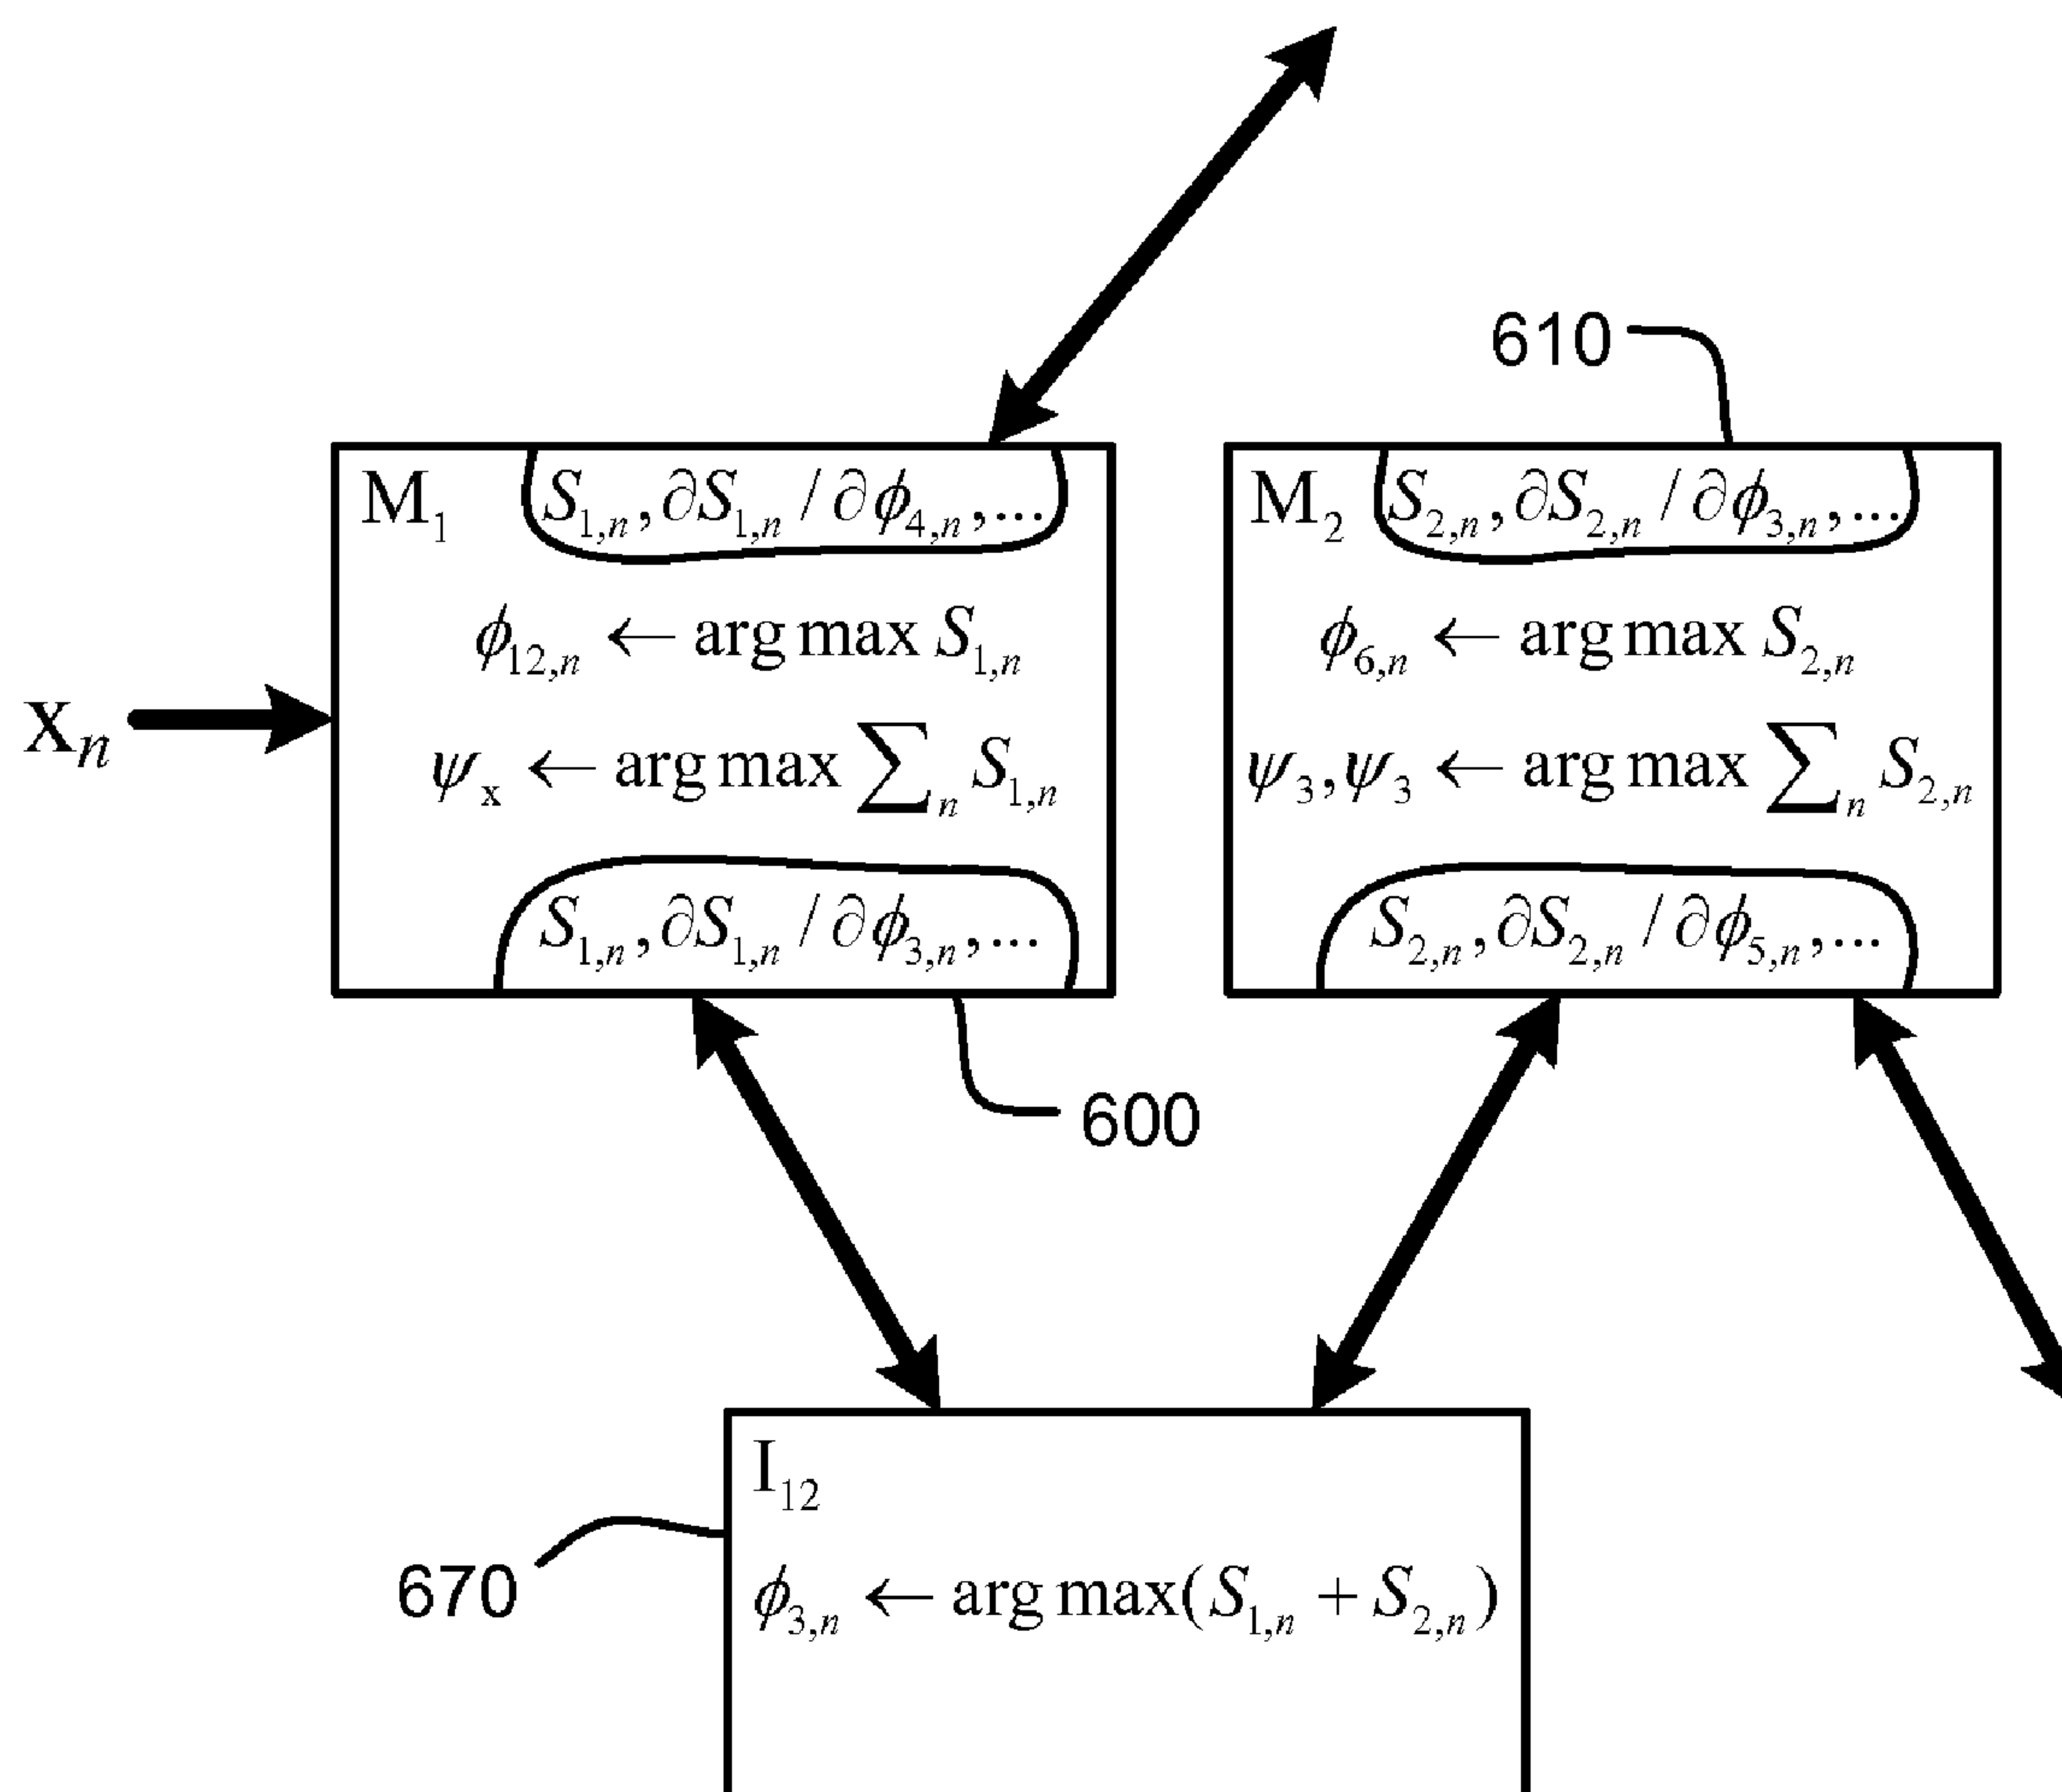 610
M₁ S₁,ₙ, ∂S₁,ₙ / ∂ϕ₄,ₙ, ...
ϕ₁₂,ₙ ← arg max S₁,ₙ
ψₓ ← arg max ∑ₙ S₁,ₙ
S₁,ₙ, ∂S₁,ₙ / ∂ϕ₃,ₙ, ...
xₙ
M₂ S₂,ₙ, ∂S₂,ₙ / ∂ϕ₃,ₙ, ...
ϕ₆,ₙ ← arg max S₂,ₙ
ψ₃, ψ₃ ← arg max ∑ₙ S₂,ₙ
S₂,ₙ, ∂S₂,ₙ / ∂ϕ₅,ₙ, ...
600
I₁₂
670
ϕ₃,ₙ ← arg max(S₁,ₙ + S₂,ₙ)